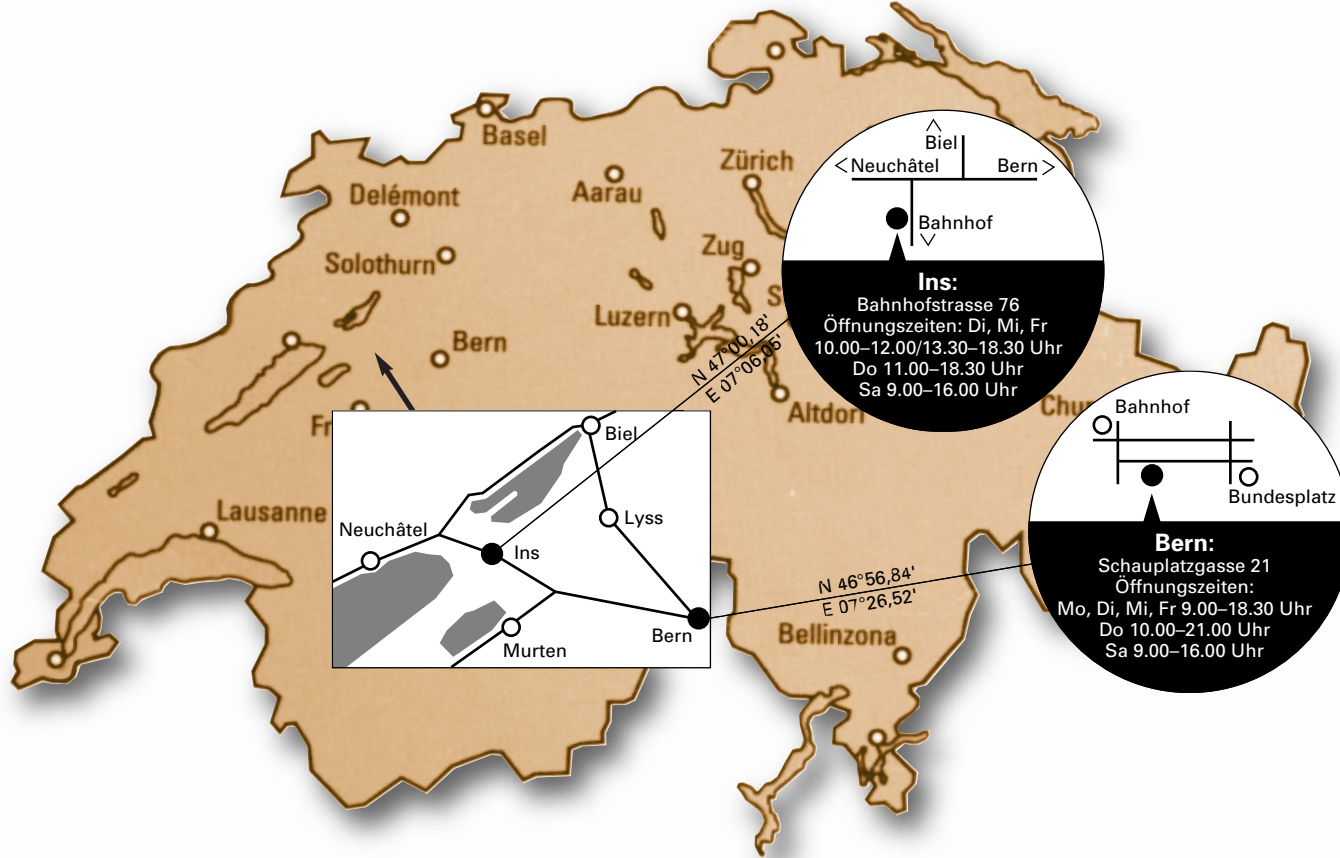 Basel
Delémont
Aarau
Zürich
Solothurn
Zug
Luzern
Bern
Altdorf
Chur
Lausanne
Bellinzona
Biel
< Neuchâtel
Bern >
Bahnhof
Ins:
Bahnhofstrasse 76
Öffnungszeiten: Di, Mi, Fr
10.00–12.00/13.30–18.30 Uhr
Do 11.00–18.30 Uhr
Sa 9.00–16.00 Uhr
N 47°00,18'
E 07°06,05'
Bahnhof
Bundesplatz
Bern:
Schauplatzgasse 21
Öffnungszeiten:
Mo, Di, Mi, Fr 9.00–18.30 Uhr
Do 10.00–21.00 Uhr
Sa 9.00–16.00 Uhr
N 46°56,84'
E 07°26,52'
Biel
Lyss
Neuchâtel
Ins
Bern
Murten